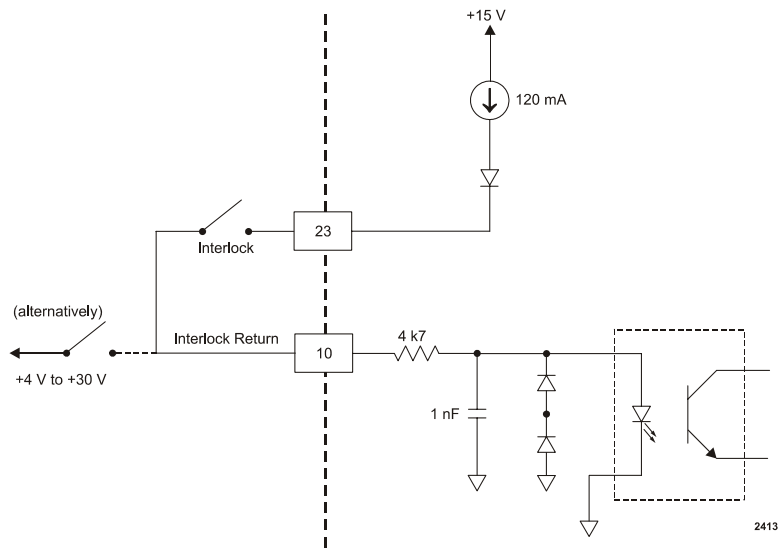 +15 V
120 mA
23
Interlock
(alternatively)
Interlock Return
10
4 k7
+4 V to +30 V
1 nF
2413